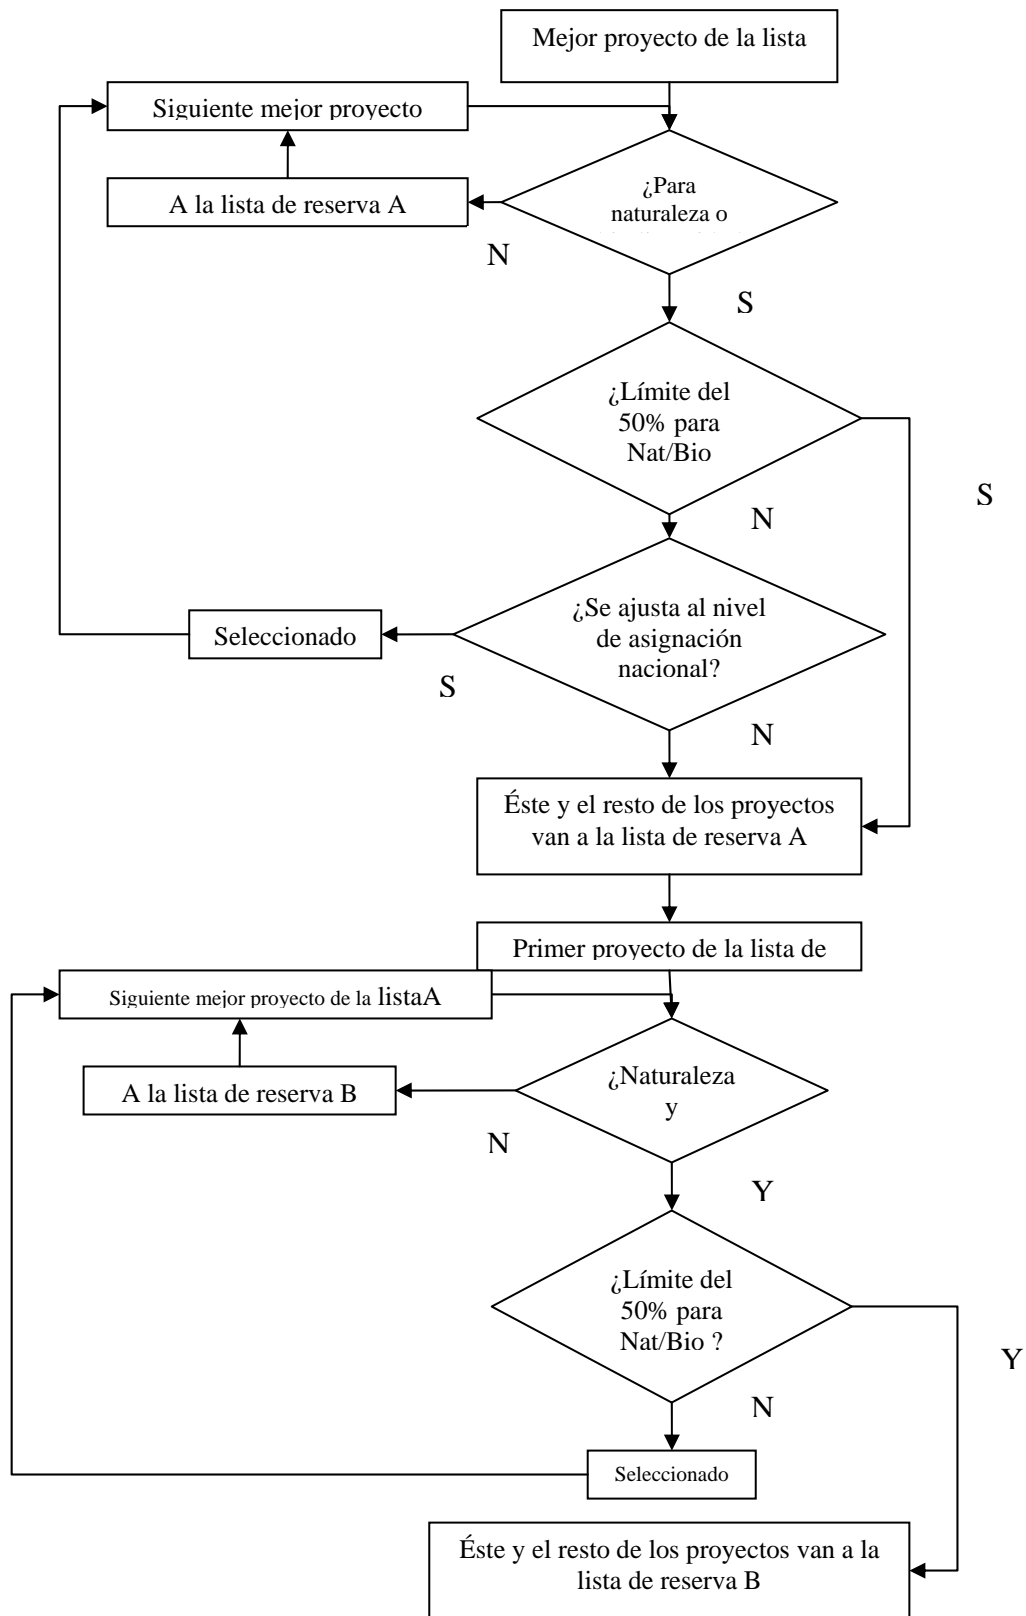 Mejor proyecto de la lista
Siguiente mejor proyecto
¿Para
naturaleza o
A la lista de reserva A
N
S
¿Límite del
50% para
Nat/Bio
S
N
¿Se ajusta al nivel
de asignación
nacional?
Seleccionado
S
N
Éste y el resto de los proyectos
van a la lista de reserva A
Primer proyecto de la lista de
Siguiente mejor proyecto de la listaA
¿Naturaleza
y
A la lista de reserva B
N
Y
¿Límite del
50% para
Nat/Bio ?
Y
N
Seleccionado
Éste y el resto de los proyectos van a la
lista de reserva B